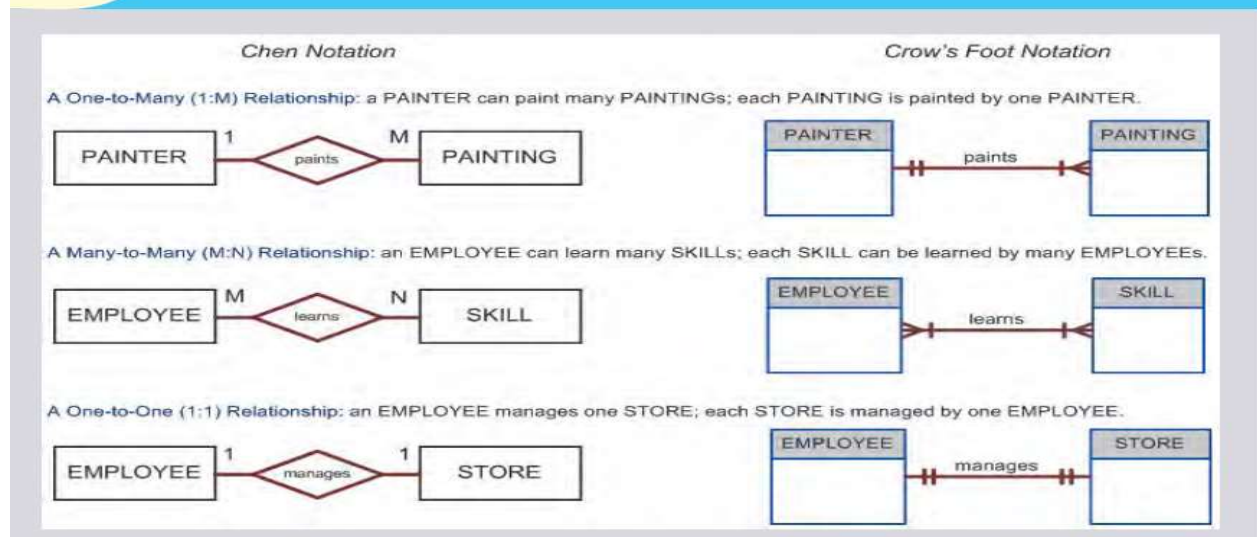 Chen Notation
Crow's Foot Notation
A One-to-Many (1:M) Relationship: a PAINTER can paint many PAINTINGs; each PAINTING is painted by one PAINTER.
PAINTER
1
paints
M
PAINTING
PAINTER
paints
PAINTING
A Many-to-Many (M:N) Relationship: an EMPLOYEE can learn many SKILLs; each SKILL can be learned by many EMPLOYEEs.
EMPLOYEE
M
learns
N
SKILL
EMPLOYEE
learns
SKILL
A One-to-One (1:1) Relationship: an EMPLOYEE manages one STORE; each STORE is managed by one EMPLOYEE.
EMPLOYEE
1
manages
1
STORE
EMPLOYEE
manages
STORE